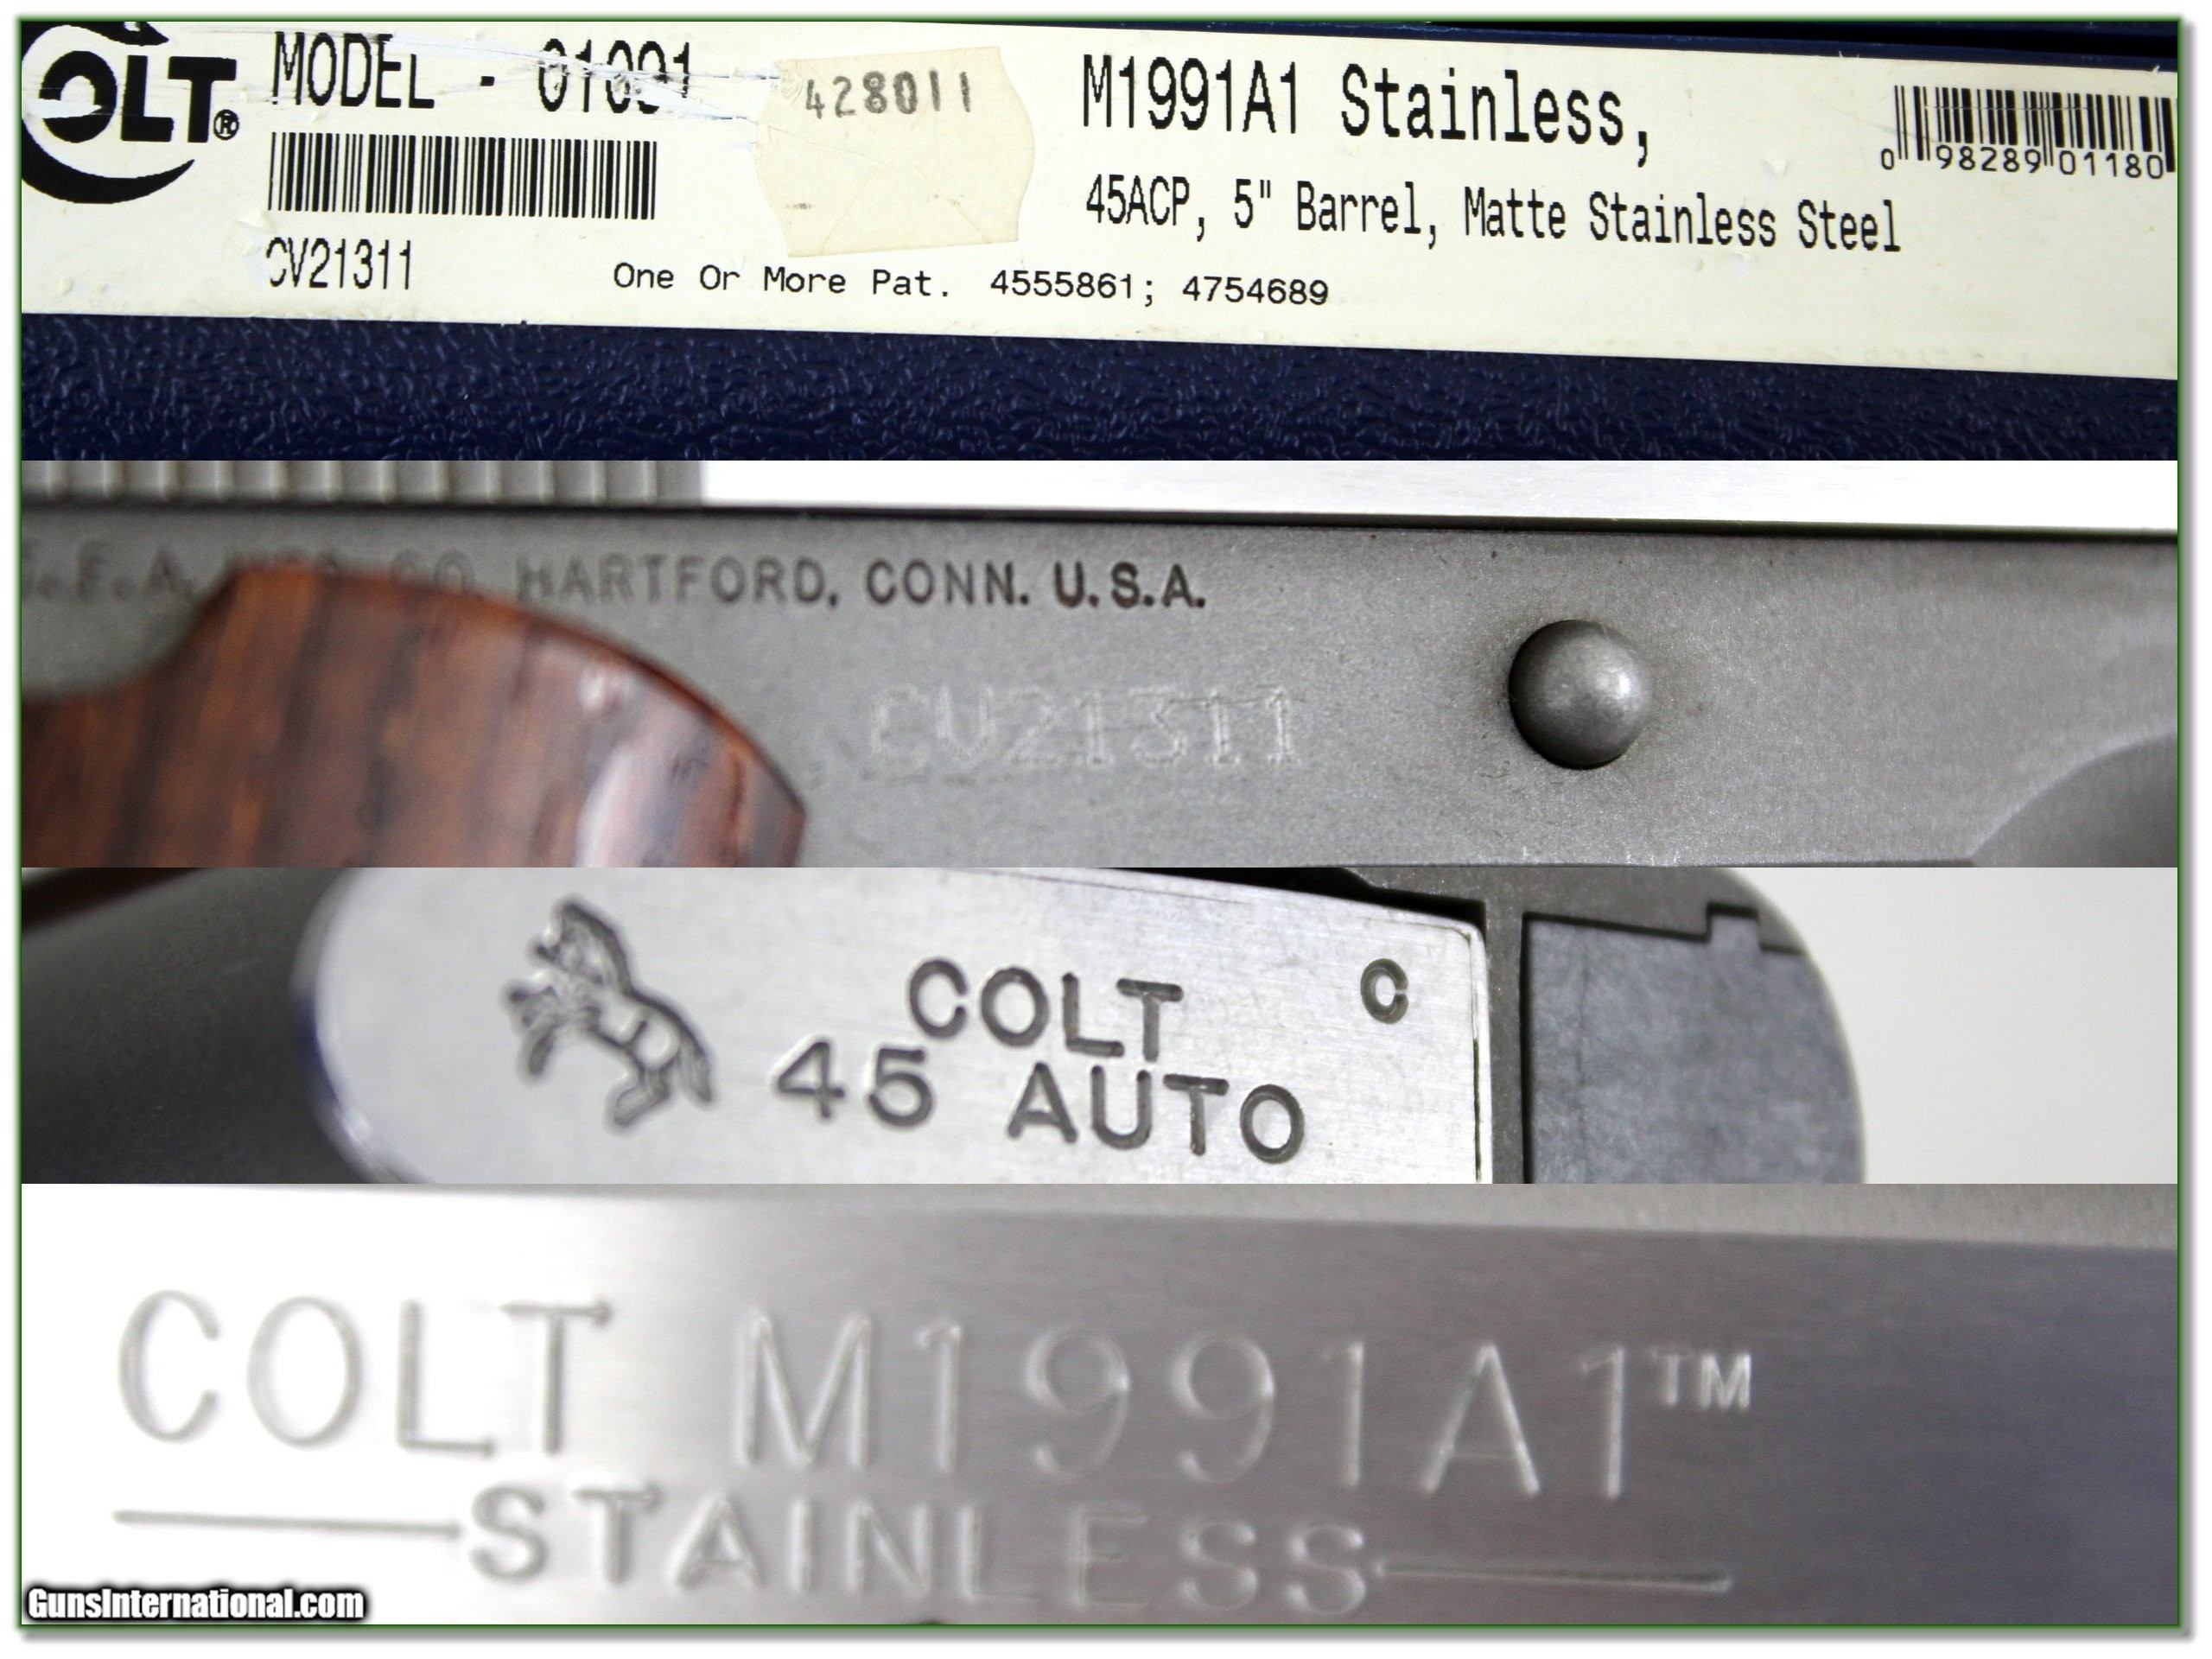 COLT®
MODEL - 01091
428011
M1991A1 Stainless,
45ACP, 5" Barrel, Matte Stainless Steel
0 98289 01180
CV21311
One Or More Pat. 4555861; 4754689
CO. HARTFORD, CONN. U.S.A.
CV21311
COLT
C
45 AUTO
COLT M1991A1™
STAINLESS
GunsInternational.com